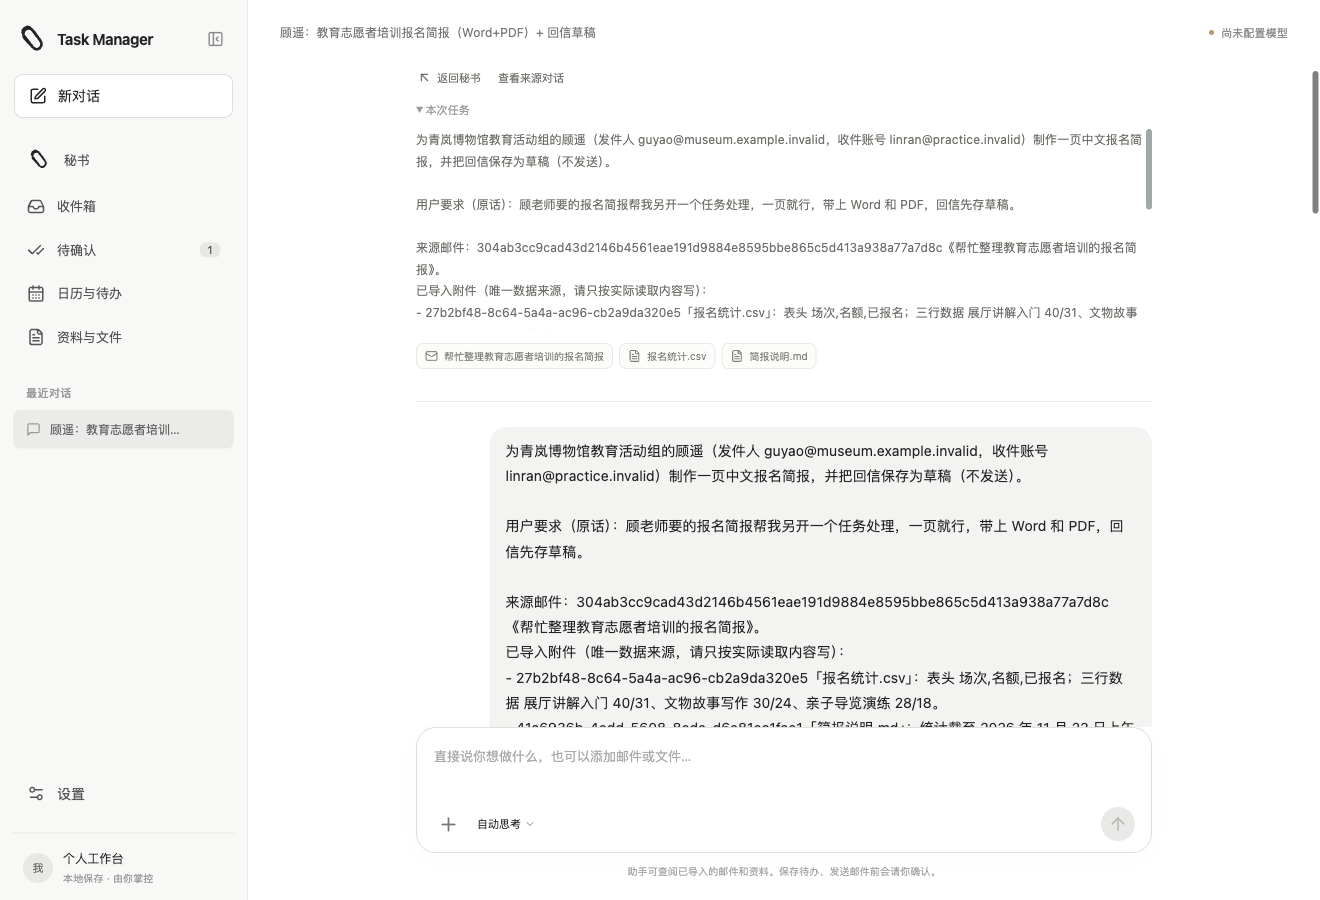 Task Manager
新对话
秘书
收件箱
待确认
1
日历与待办
资料与文件
最近对话
顾遥：教育志愿者培训...
设置
我
个人工作台
本地保存 · 由你掌控
顾遥：教育志愿者培训报名简报（Word+PDF）+ 回信草稿
尚未配置模型
返回秘书
查看来源对话
本次任务
为青岚博物馆教育活动组的顾遥（发件人 guyao@museum.example.invalid，收件账号 linran@practice.invalid）制作一页中文报名简
报，并把回信保存为草稿（不发送）。
用户要求（原话）：顾老师要的报名简报帮我另开一个任务处理，一页就行，带上 Word 和 PDF，回信先存草稿。
来源邮件：304ab3cc9cad43d2146b4561eae191d9884e8595bbe865c5d413a938a77a7d8c《帮忙整理教育志愿者培训的报名简
报》。
已导入附件（唯一数据来源，请只按实际读取内容写）：
- 27b2bf48-8c64-5a4a-ac96-cb2a9da320e5「报名统计.csv」：表头 场次,名额,已报名；三行数据 展厅讲解入门 40/31、文物故事
帮忙整理教育志愿者培训的报名简报
报名统计.csv
简报说明.md
为青岚博物馆教育活动组的顾遥（发件人 guyao@museum.example.invalid，收件账号
linran@practice.invalid）制作一页中文报名简报，并把回信保存为草稿（不发送）。
用户要求（原话）：顾老师要的报名简报帮我另开一个任务处理，一页就行，带上 Word 和 PDF，回
信先存草稿。
来源邮件：304ab3cc9cad43d2146b4561eae191d9884e8595bbe865c5d413a938a77a7d8c
《帮忙整理教育志愿者培训的报名简报》。
已导入附件（唯一数据来源，请只按实际读取内容写）：
- 27b2bf48-8c64-5a4a-ac96-cb2a9da320e5「报名统计.csv」：表头 场次,名额,已报名；三行数
据 展厅讲解入门 40/31、文物故事写作 30/24、亲子导览演练 28/18。
直接说你想做什么，也可以添加邮件或文件...
自动思考
助手可查阅已导入的邮件和资料。保存待办、发送邮件前会请你确认。